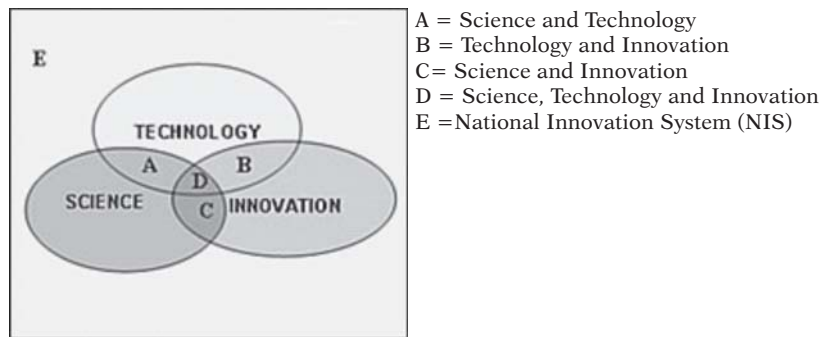 E
TECHNOLOGY
A
B
D
SCIENCE
C
INNOVATION
A = Science and Technology
B = Technology and Innovation
C= Science and Innovation
D = Science, Technology and Innovation
E =National Innovation System (NIS)